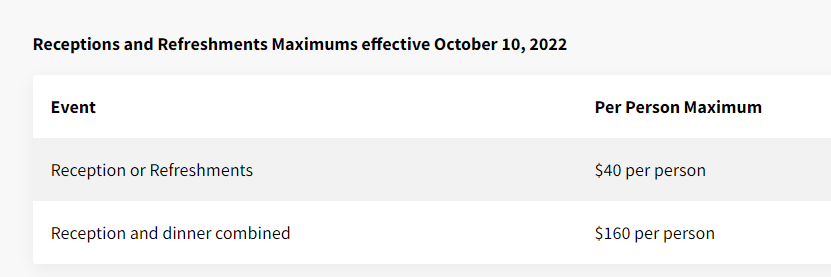 Receptions and Refreshments Maximums effective October 10, 2022
Event Per Person Maximum
Reception or Refreshments $40 per person
Reception and dinner combined $160 per person